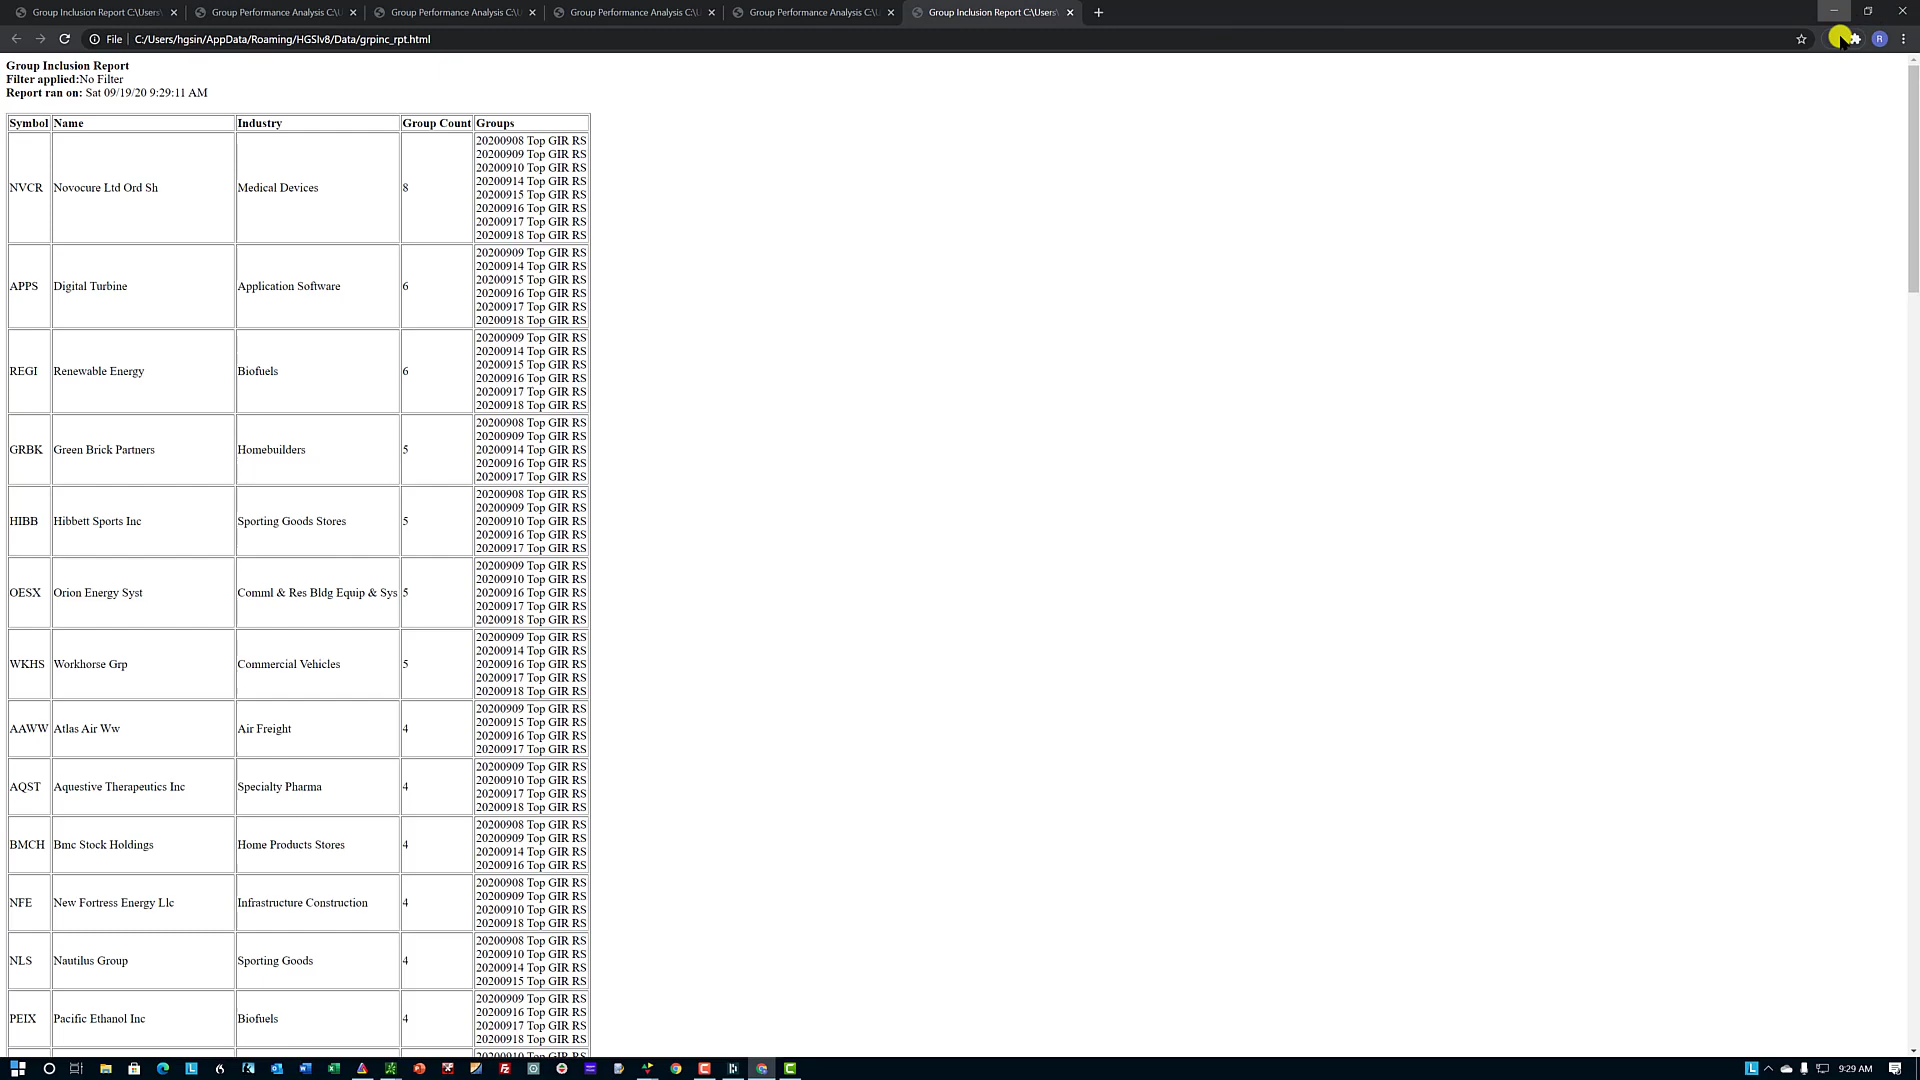 Group Inclusion Report C:\Users\ Group Performance Analysis C:\U Group Performance Analysis C:\U Group Performance Analysis C:\U Group Performance Analysis C:\U Group Inclusion Report C:\Users\
File C:/Users/hgsin/AppData/Roaming/HGSIv8/Data/grpinc_rpt.html R
Group Inclusion Report
Filter applied:No Filter
Report ran on: Sat 09/19/20 9:29:11 AM
Symbol Name Industry Group Count Groups
NVCR Novocure Ltd Ord Sh Medical Devices 8
20200908 Top GIR RS
20200909 Top GIR RS
20200910 Top GIR RS
20200914 Top GIR RS
20200915 Top GIR RS
20200916 Top GIR RS
20200917 Top GIR RS
20200918 Top GIR RS
APPS Digital Turbine Application Software 6
20200909 Top GIR RS
20200914 Top GIR RS
20200915 Top GIR RS
20200916 Top GIR RS
20200917 Top GIR RS
20200918 Top GIR RS
REGI Renewable Energy Biofuels 6
20200909 Top GIR RS
20200914 Top GIR RS
20200915 Top GIR RS
20200916 Top GIR RS
20200917 Top GIR RS
20200918 Top GIR RS
GRBK Green Brick Partners Homebuilders 5
20200908 Top GIR RS
20200909 Top GIR RS
20200914 Top GIR RS
20200916 Top GIR RS
20200917 Top GIR RS
HIBB Hibbett Sports Inc Sporting Goods Stores 5
20200908 Top GIR RS
20200909 Top GIR RS
20200910 Top GIR RS
20200916 Top GIR RS
20200917 Top GIR RS
OESX Orion Energy Syst Comml & Res Bldg Equip & Sys 5
20200909 Top GIR RS
20200910 Top GIR RS
20200916 Top GIR RS
20200917 Top GIR RS
20200918 Top GIR RS
WKHS Workhorse Grp Commercial Vehicles 5
20200909 Top GIR RS
20200914 Top GIR RS
20200916 Top GIR RS
20200917 Top GIR RS
20200918 Top GIR RS
AAWW Atlas Air Ww Air Freight 4
20200909 Top GIR RS
20200915 Top GIR RS
20200916 Top GIR RS
20200917 Top GIR RS
AQST Aquestive Therapeutics Inc Specialty Pharma 4
20200909 Top GIR RS
20200910 Top GIR RS
20200917 Top GIR RS
20200918 Top GIR RS
BMCH Bmc Stock Holdings Home Products Stores 4
20200908 Top GIR RS
20200909 Top GIR RS
20200914 Top GIR RS
20200916 Top GIR RS
NFE New Fortress Energy Llc Infrastructure Construction 4
20200908 Top GIR RS
20200909 Top GIR RS
20200910 Top GIR RS
20200918 Top GIR RS
NLS Nautilus Group Sporting Goods 4
20200908 Top GIR RS
20200910 Top GIR RS
20200914 Top GIR RS
20200915 Top GIR RS
PEIX Pacific Ethanol Inc Biofuels 4
20200909 Top GIR RS
20200916 Top GIR RS
20200917 Top GIR RS
20200918 Top GIR RS
20200910 Top GIR RS
9:29 AM